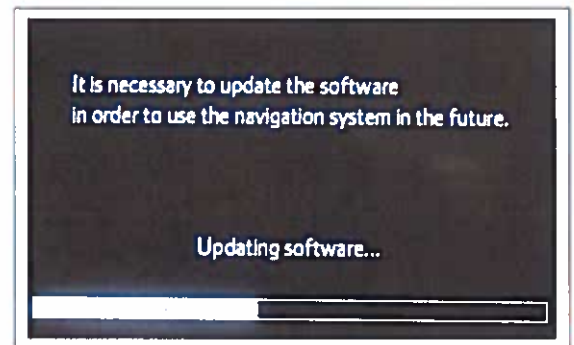 It is necessary to update the software
in order to use the navigation system in the future.
Updating software...